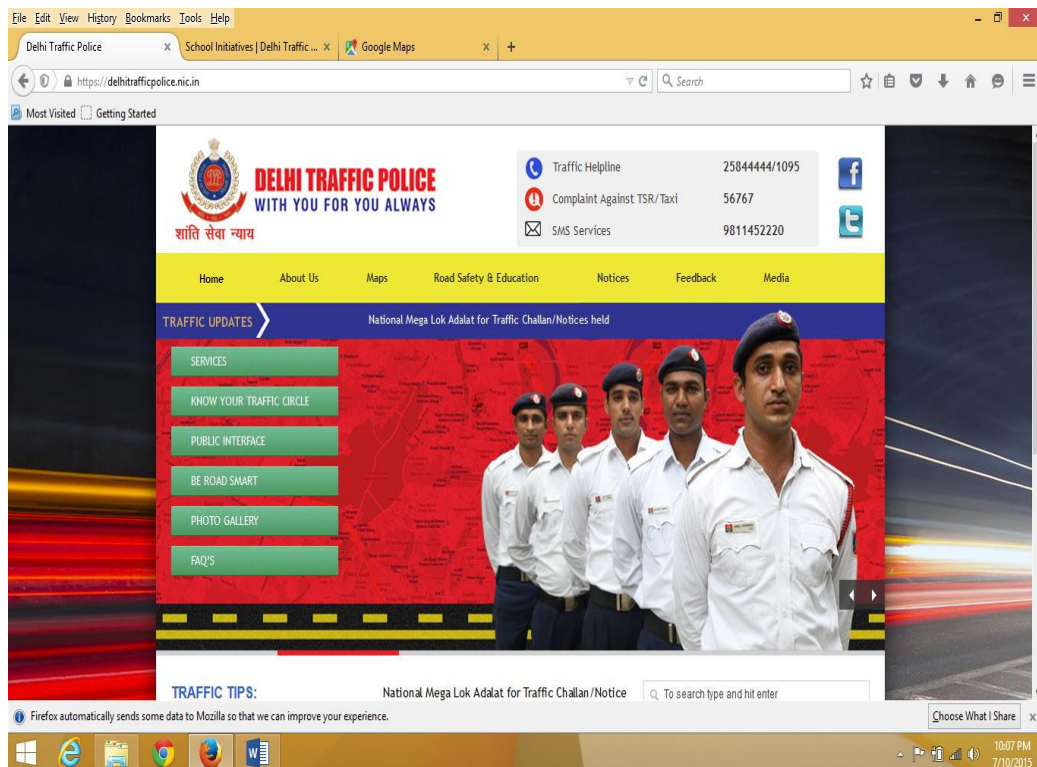 File Edit View History Bookmarks Tools Help
Delhi Traffic Police x School Initiatives | Delhi Traffic ... x Google Maps x +
https://delhitrafficpolice.nic.in Search
Most Visited Getting Started
DELHI TRAFFIC POLICE
WITH YOU FOR YOU ALWAYS
शांति सेवा न्याय
Traffic Helpline 25844444/1095
Complaint Against TSR/Taxi 56767
SMS Services 9811452220
Home About Us Maps Road Safety & Education Notices Feedback Media
TRAFFIC UPDATES National Mega Lok Adalat for Traffic Challan/Notices held
SERVICES
KNOW YOUR TRAFFIC CIRCLE
PUBLIC INTERFACE
BE ROAD SMART
PHOTO GALLERY
FAQ'S
TRAFFIC TIPS: National Mega Lok Adalat for Traffic Challan/Notice To search type and hit enter
Firefox automatically sends some data to Mozilla so that we can improve your experience. Choose What I Share x
10:07 PM
7/10/2015